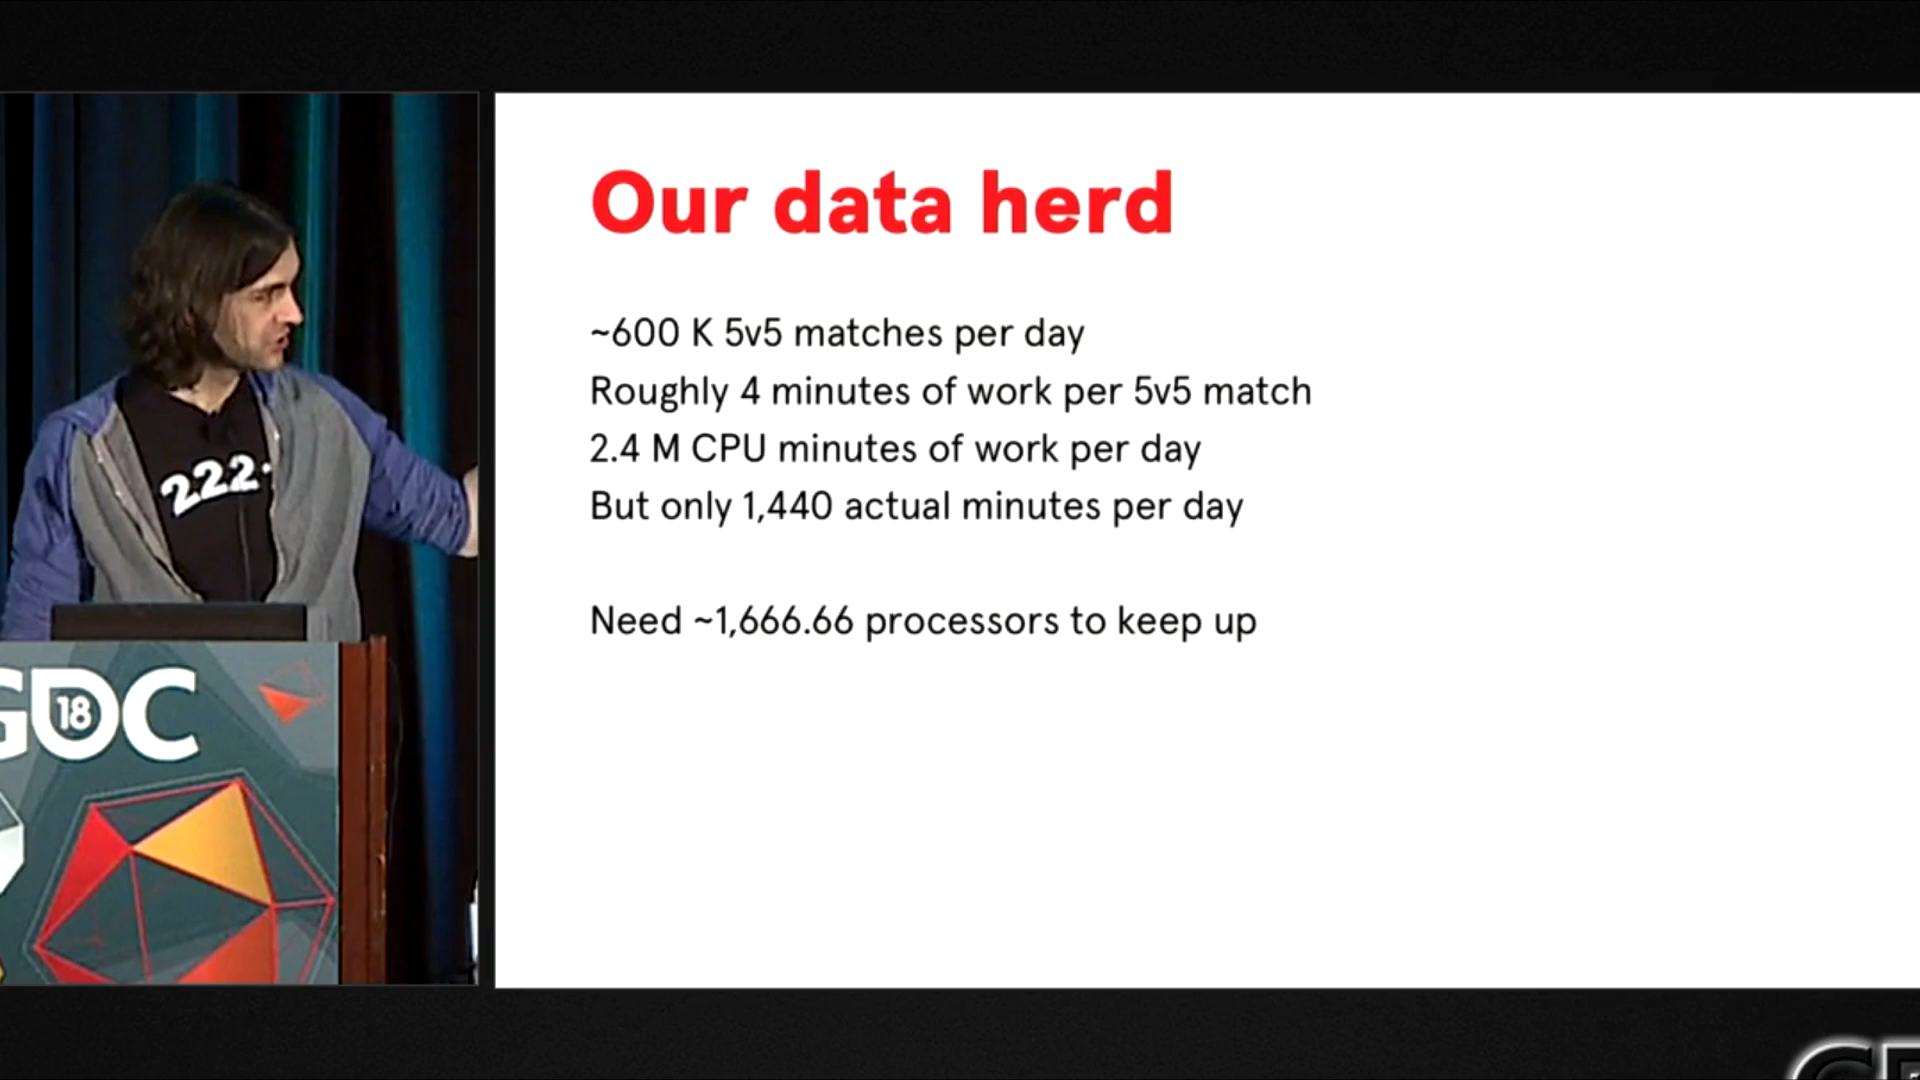 Our data herd
~600 K 5v5 matches per day
Roughly 4 minutes of work per 5v5 match
2.4 M CPU minutes of work per day
But only 1,440 actual minutes per day
Need ~1,666.66 processors to keep up
222
GDC
18